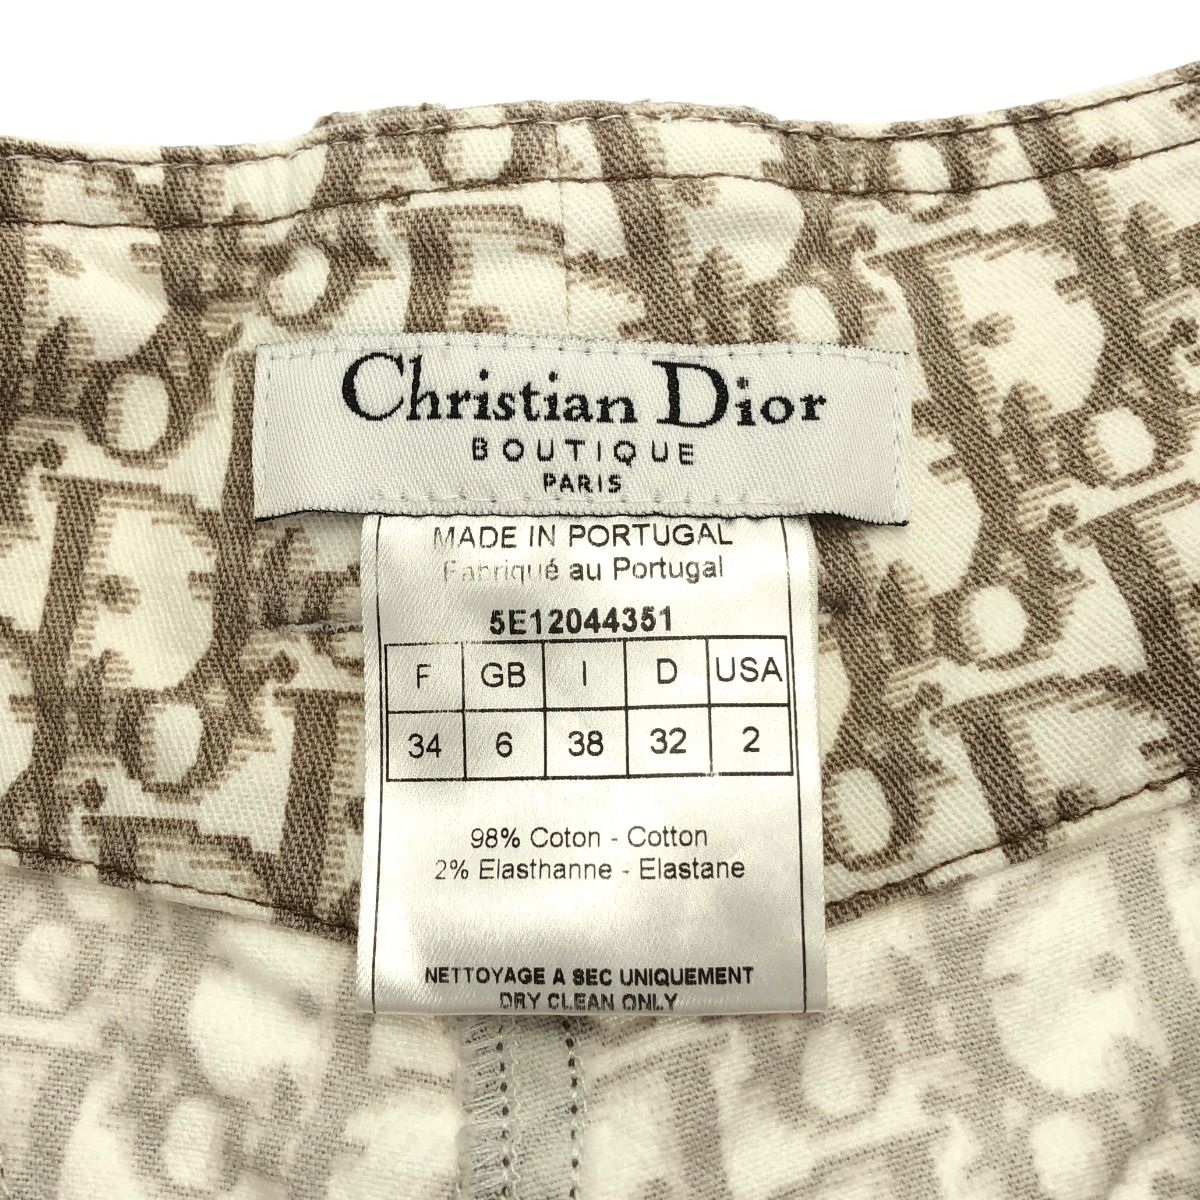 Christian Dior
BOUTIQUE
PARIS
MADE IN PORTUGAL
Fabriqué au Portugal
5E12044351
F GB I D USA
34 6 38 32 2
98% Coton - Cotton
2% Elasthanne - Elastane
NETTOYAGE A SEC UNIQUEMENT
DRY CLEAN ONLY